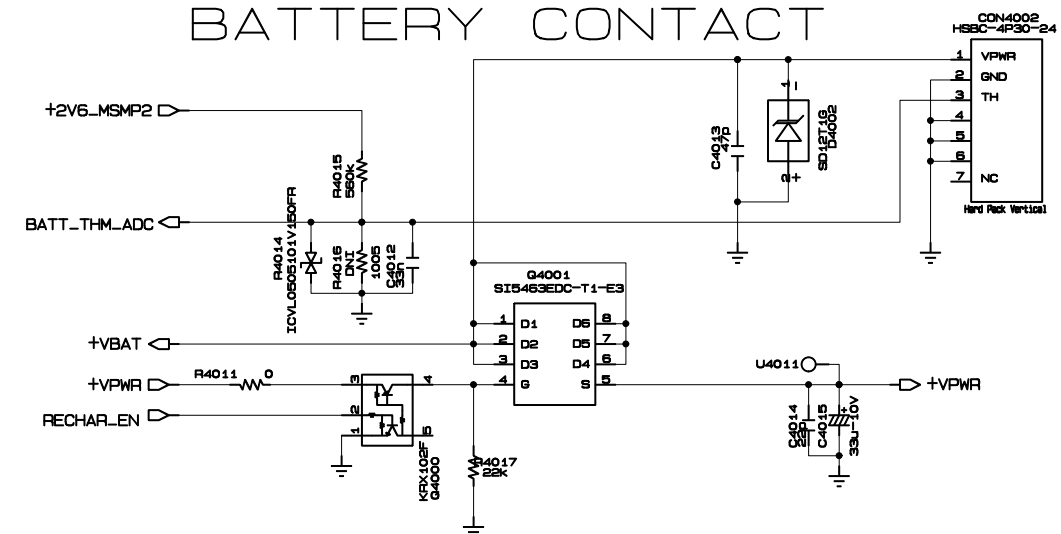 BATTERY CONTACT
CON4002
HSBC-4P30-24
1 VPWR
2 GND
3 TH
4
5
6
7 NC
Hard Pack Vertical
+2V6_MSMP2
R4015
560K
C4013
47p
1 -
2 +
SD12T1G
D4002
BATT_THM_ADC
R4014
ICVL0505101V150FR
R4016
DNI
1005
C4012
33n
Q4001
SI5463EDC-T1-E3
1 D1 D6 8
2 D2 D5 7
3 D3 D4 6
4 G S 5
+VBAT
+VPWR
R4011 0
RECHAR_EN
3 4
2
1 5
KRX102F
Q4000
R4017
22K
U4011
+VPWR
C4014
22p
C4015
+
33u-10V